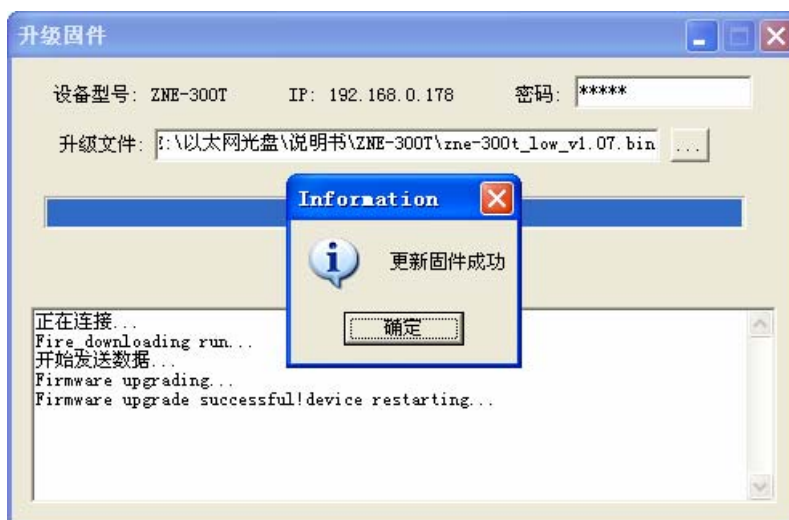 升级固件
设备型号: ZNE-300T IP: 192.168.0.178 密码: *****
升级文件: :\以太网光盘\说明书\ZNE-300T\zne-300t_low_v1.07.bin ...
Information
更新固件成功
确定
正在连接...
Fire_downloading run...
开始发送数据...
Firmware upgrading...
Firmware upgrade successful!device restarting...